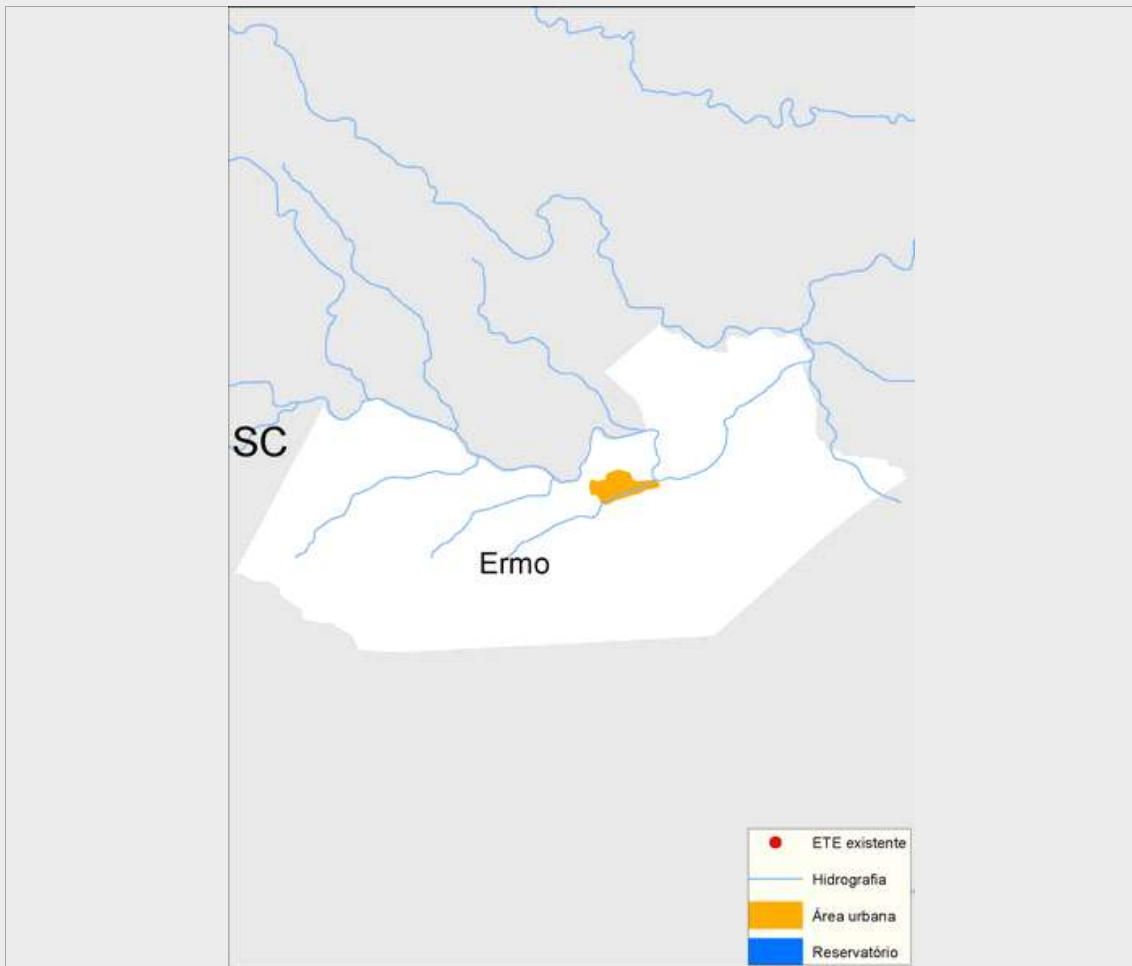 SC
Ermo
ETE existente
Hidrografia
Área urbana
Reservatório